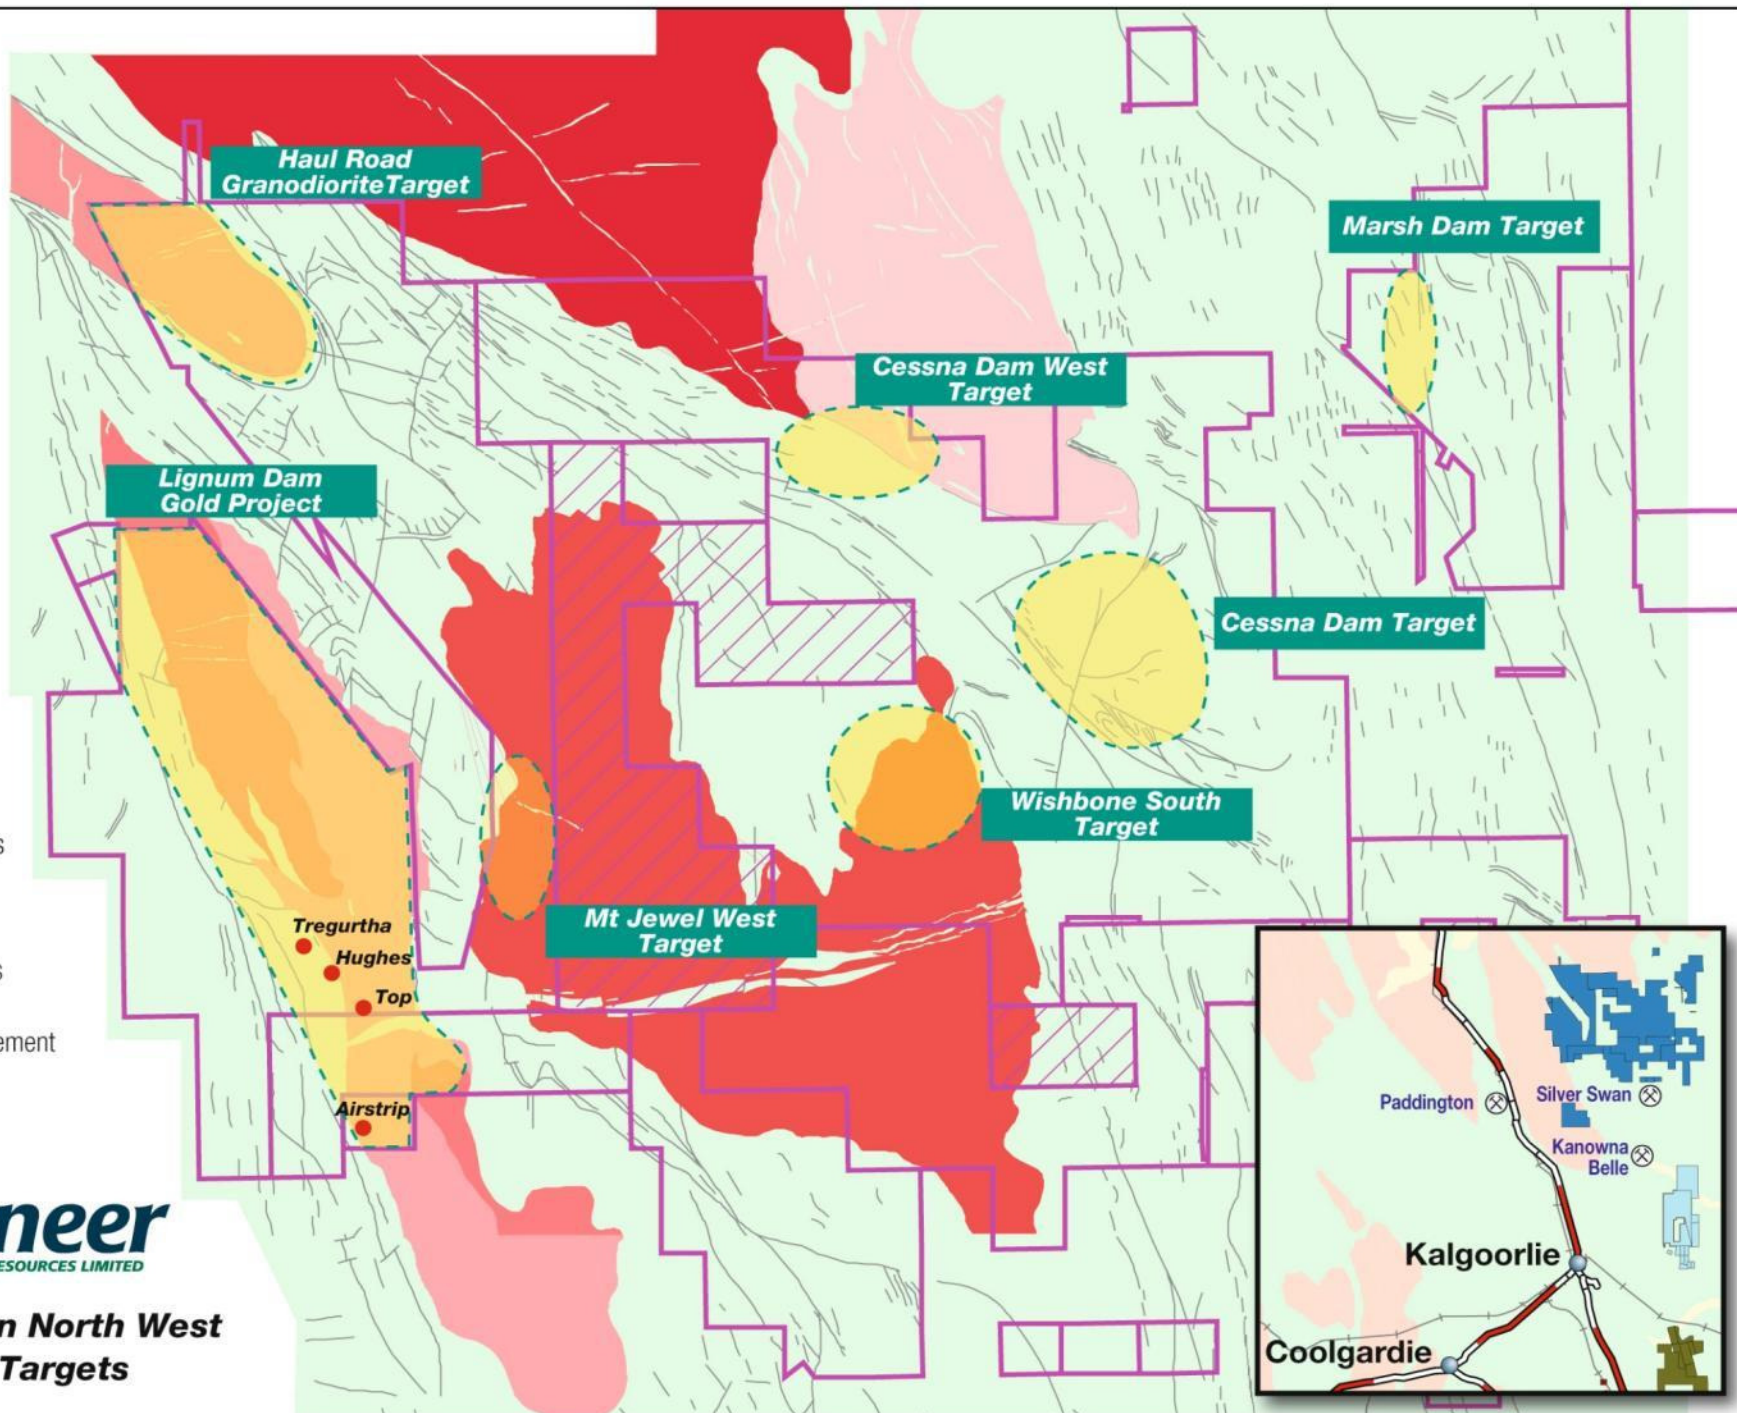 Haul Road
GranodioriteTarget
Marsh Dam Target
Cessna Dam West
Target
Lignum Dam
Gold Project
Cessna Dam Target
Wishbone South
Target
Mt Jewel West
Target
Tregurtha
Hughes
Top
Airstrip
s
s
ement
neer
ESOURCES LIMITED
n North West
Targets
Paddington
Silver Swan
Kanowna
Belle
Kalgoorlie
Coolgardie